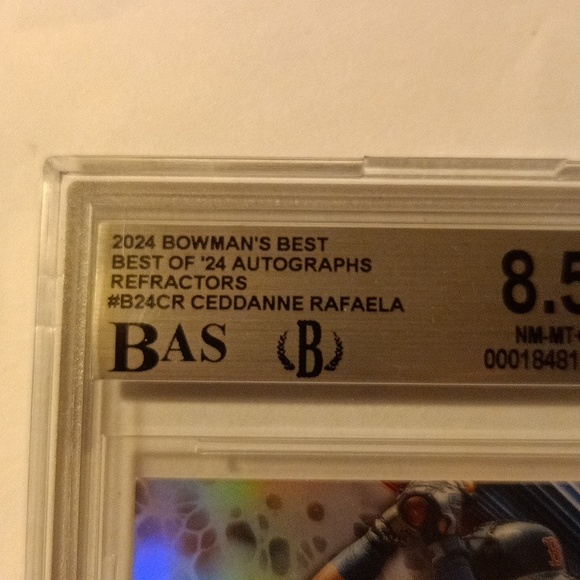 2024 BOWMAN'S BEST
BEST OF '24 AUTOGRAPHS
REFRACTORS
#B24CR CEDDANNE RAFAELA
8.5
NM-MT+
00018481
BAS B
B